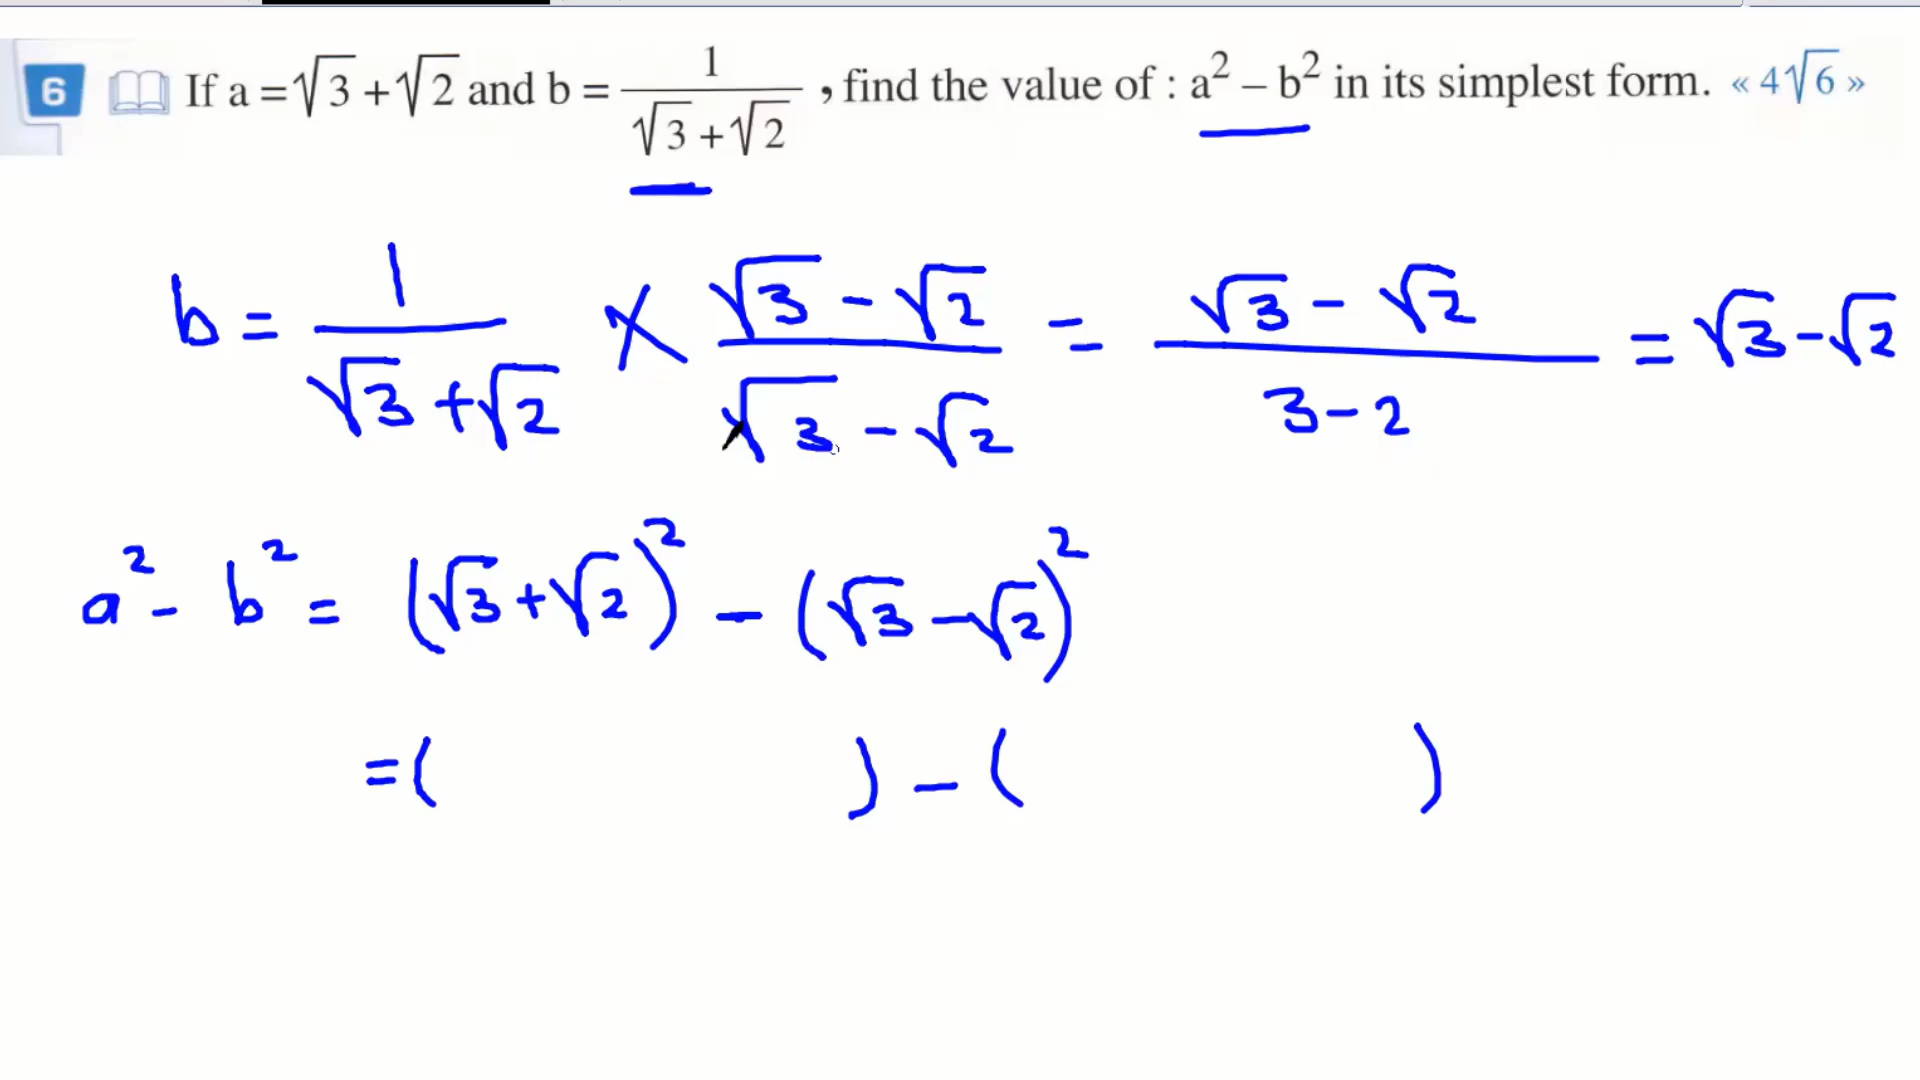 6 If a = √3 + √2 and b = 1/(√3 + √2) , find the value of : a² – b² in its simplest form. « 4√6 »
b = 1/(√3 + √2) × (√3 - √2)/(√3 - √2) = (√3 - √2)/(3 - 2) = √3 - √2
a² - b² = (√3 + √2)² - (√3 - √2)²
= ( ) - ( )